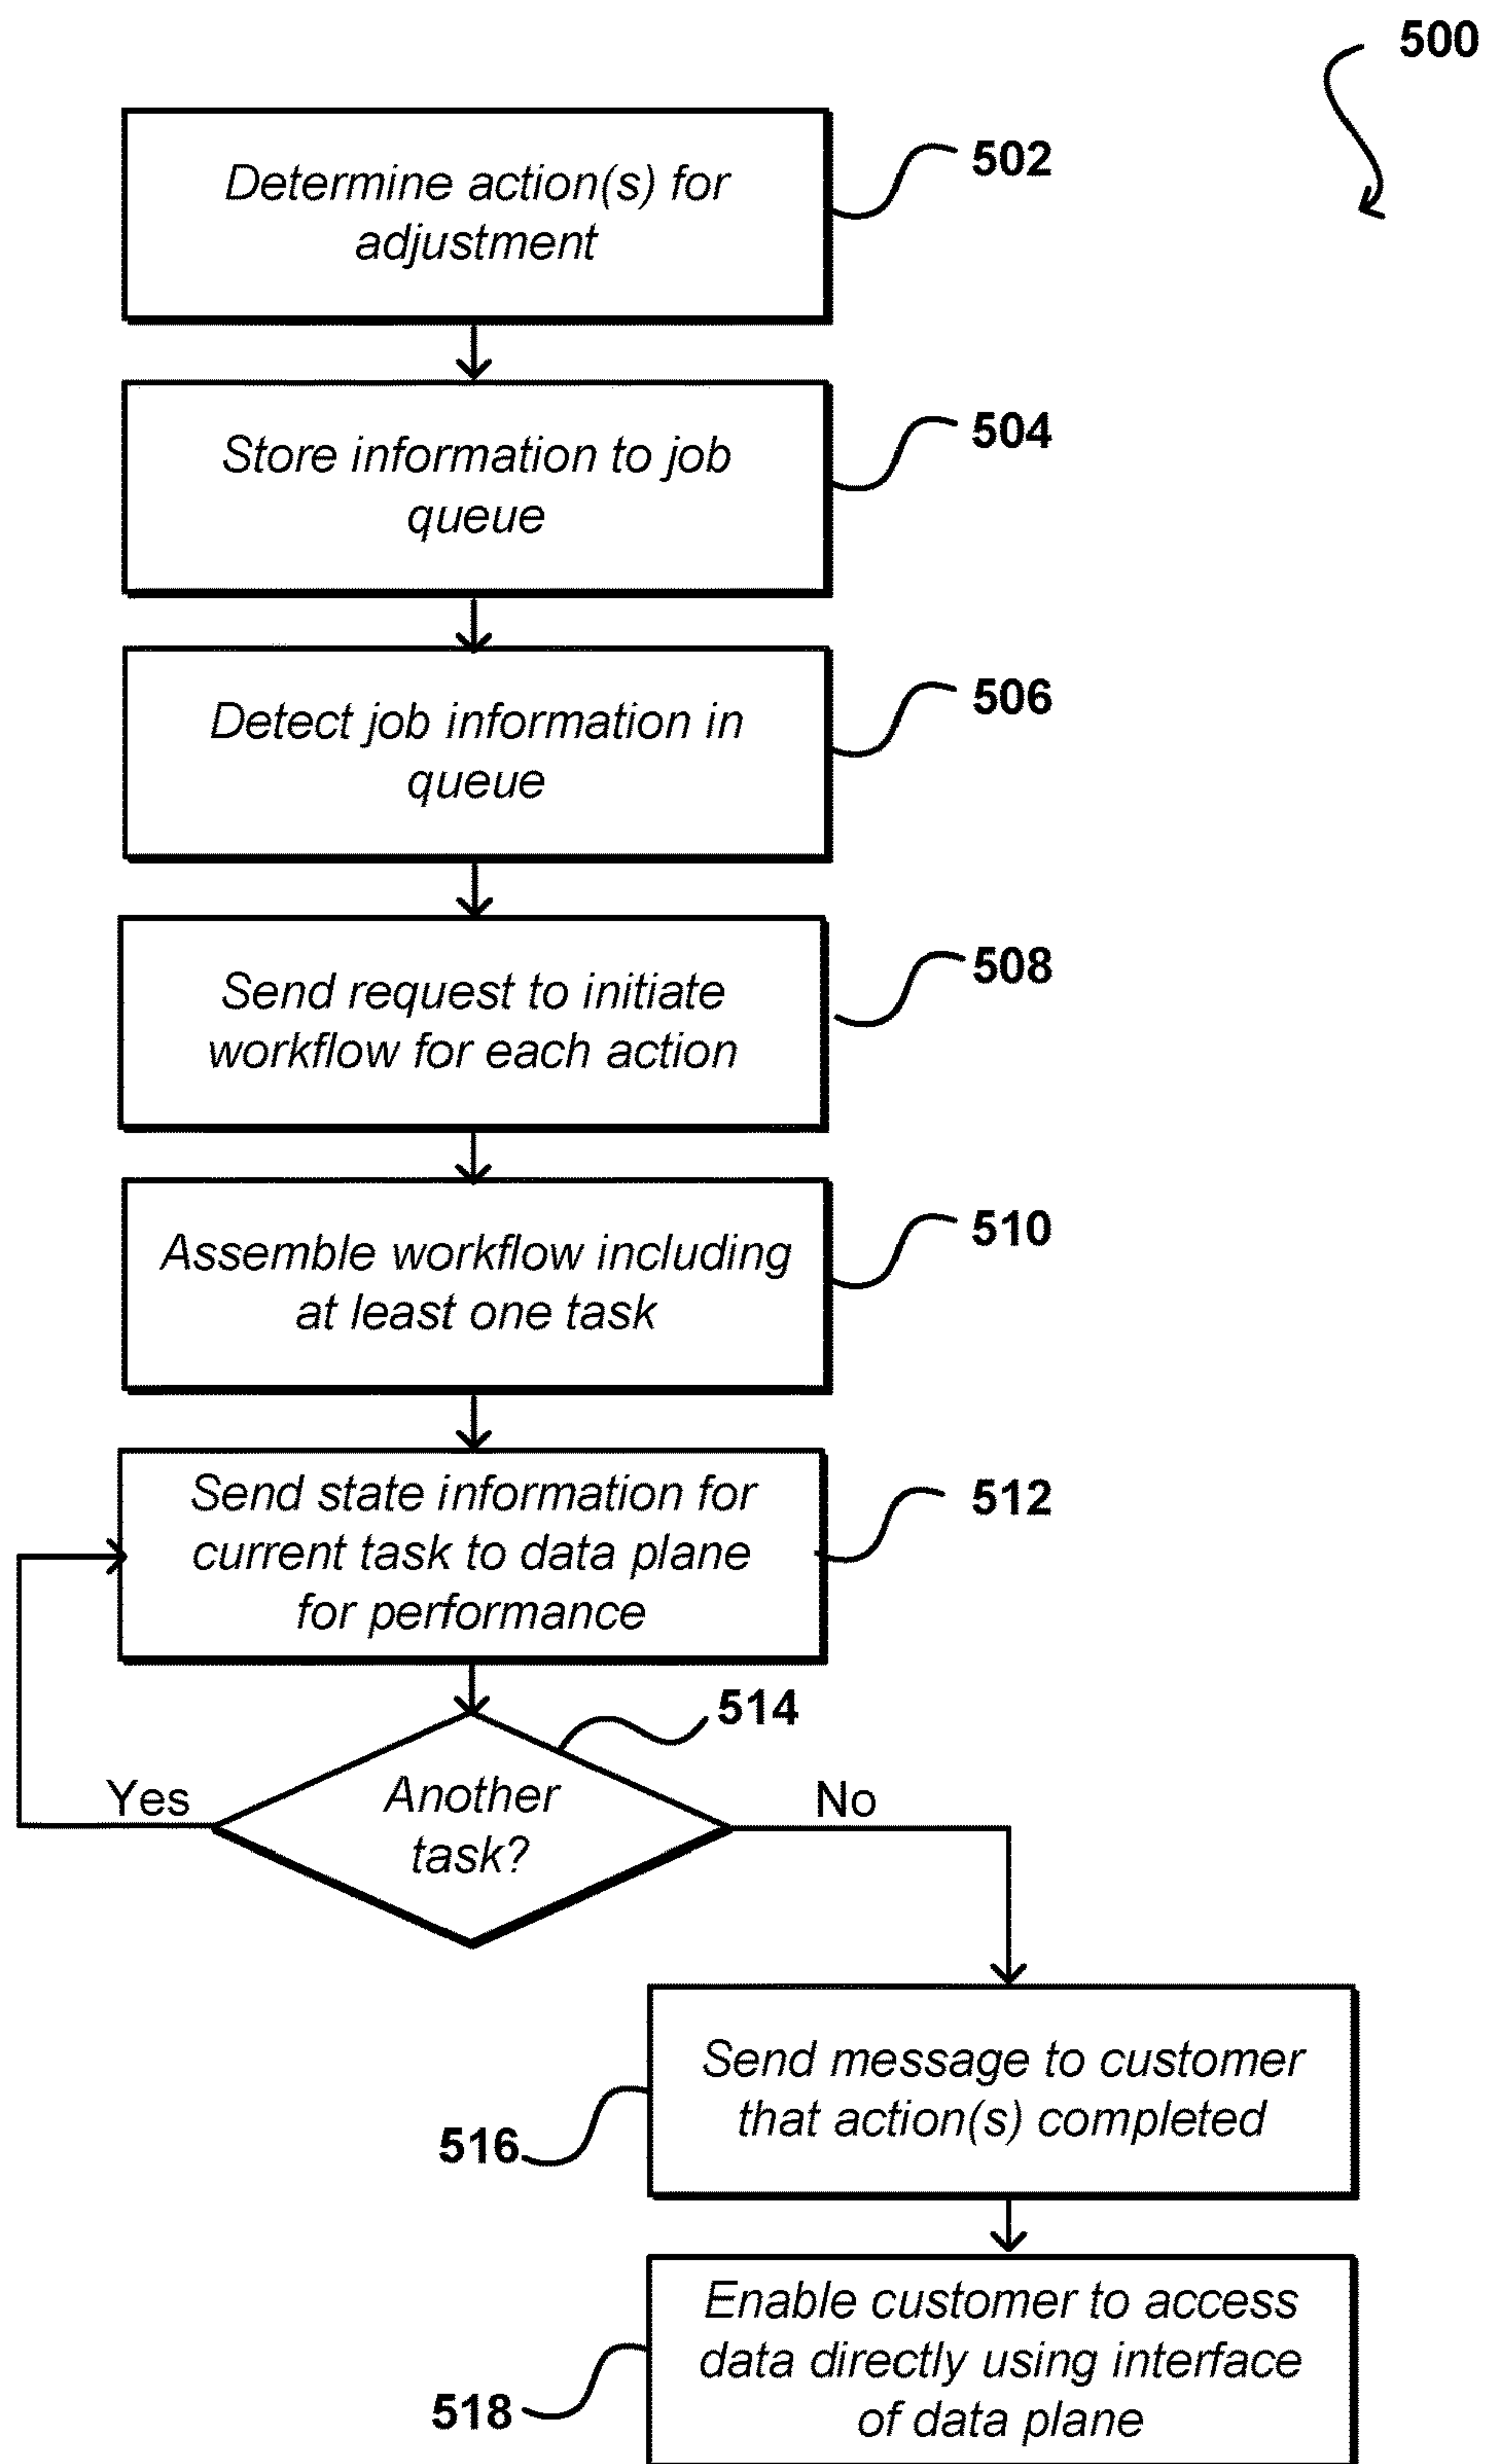 500
Determine action(s) for
adjustment
502
Store information to job
queue
504
Detect job information in
queue
506
Send request to initiate
workflow for each action
508
Assemble workflow including
at least one task
510
Send state information for
current task to data plane
for performance
512
514
Another
task?
Yes
No
Send message to customer
that action(s) completed
516
Enable customer to access
data directly using interface
of data plane
518